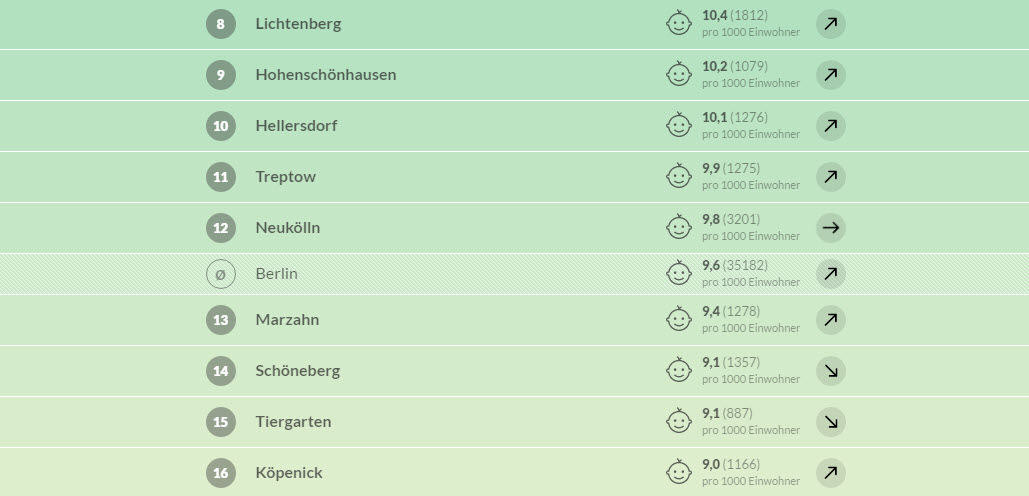 8 Lichtenberg 10,4 (1812)
pro 1000 Einwohner
9 Hohenschönhausen 10,2 (1079)
pro 1000 Einwohner
10 Hellersdorf 10,1 (1276)
pro 1000 Einwohner
11 Treptow 9,9 (1275)
pro 1000 Einwohner
12 Neukölln 9,8 (3201)
pro 1000 Einwohner
Ø Berlin 9,6 (35182)
pro 1000 Einwohner
13 Marzahn 9,4 (1278)
pro 1000 Einwohner
14 Schöneberg 9,1 (1357)
pro 1000 Einwohner
15 Tiergarten 9,1 (887)
pro 1000 Einwohner
16 Köpenick 9,0 (1166)
pro 1000 Einwohner